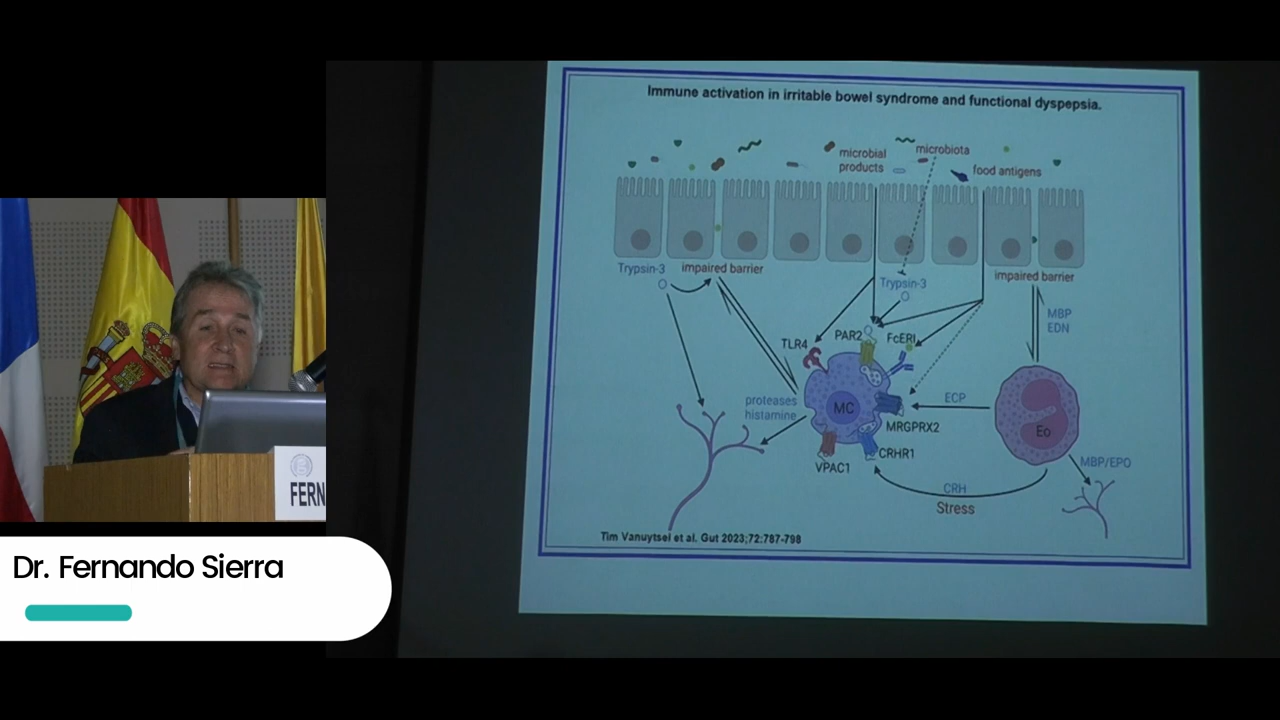 Immune activation in irritable bowel syndrome and functional dyspepsia.
microbial
products
microbiota
food antigens
Trypsin-3
impaired barrier
Trypsin-3
impaired barrier
MBP
EDN
TLR4
PAR2
FcERI
proteases
histamine
MC
MRGPRX2
ECP
Eo
VPAC1
CRHR1
MBP/EPO
CRH
Stress
Tim Vanuytsel et al. Gut 2023;72:787-798
FERN
Dr. Fernando Sierra